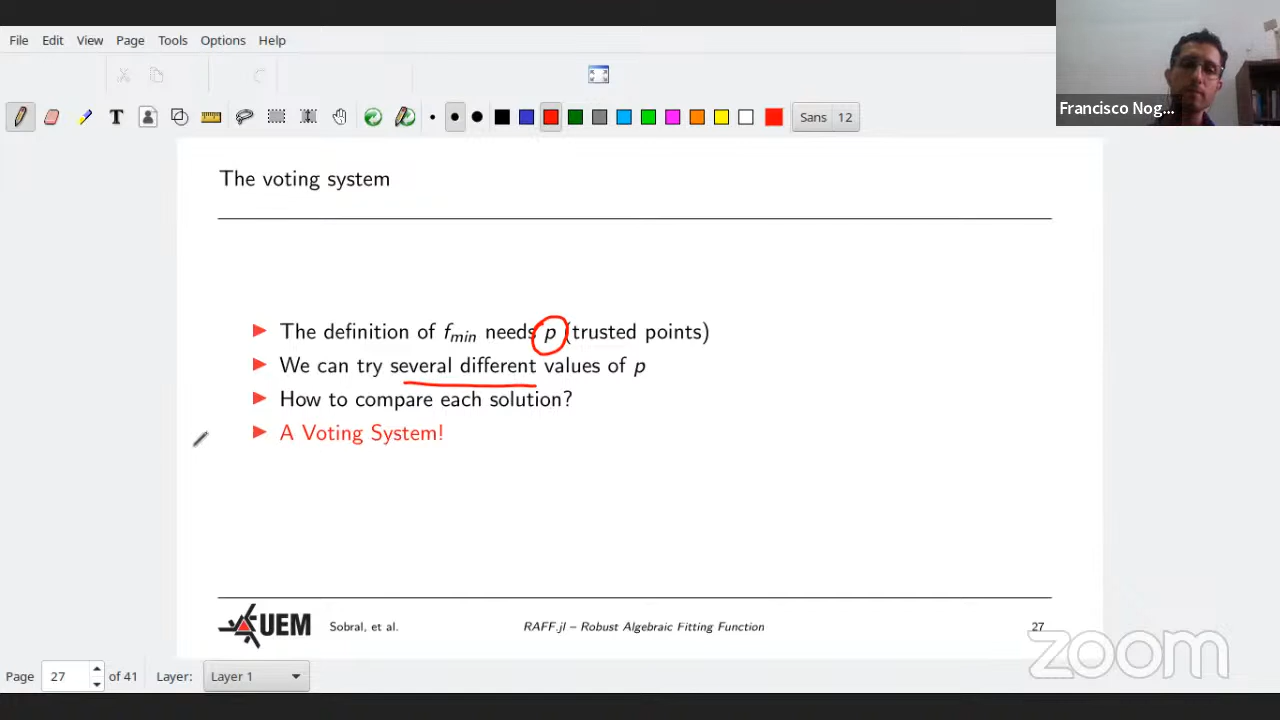 File Edit View Page Tools Options Help
Francisco Nog...
T
Sans 12
The voting system
▶ The definition of fmin needs p (trusted points)
▶ We can try several different values of p
▶ How to compare each solution?
▶ A Voting System!
UEM Sobral, et al. RAFF.jl – Robust Algebraic Fitting Function 27
zoom
Page 27 of 41 Layer: Layer 1